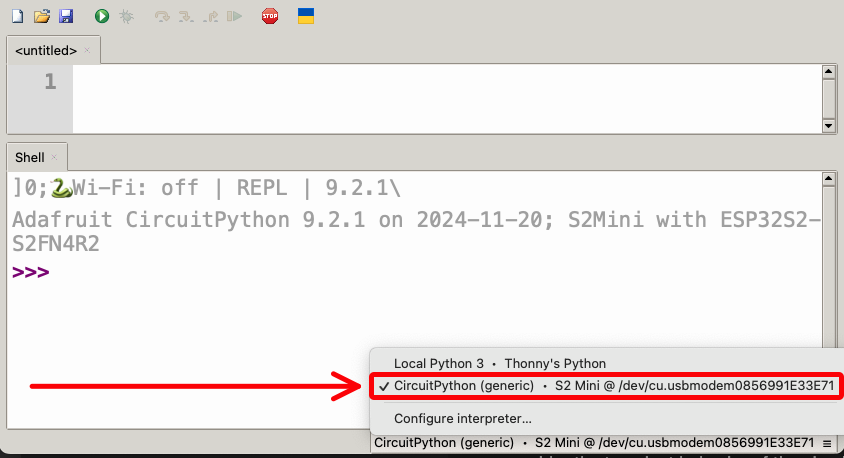 STOP
<untitled>
1
Shell
]0;🐍Wi-Fi: off | REPL | 9.2.1\
Adafruit CircuitPython 9.2.1 on 2024-11-20; S2Mini with ESP32S2-
S2FN4R2
>>>
Local Python 3 • Thonny's Python
✓ CircuitPython (generic) • S2 Mini @ /dev/cu.usbmodem0856991E33E71
Configure interpreter...
CircuitPython (generic) • S2 Mini @ /dev/cu.usbmodem0856991E33E71 ≡